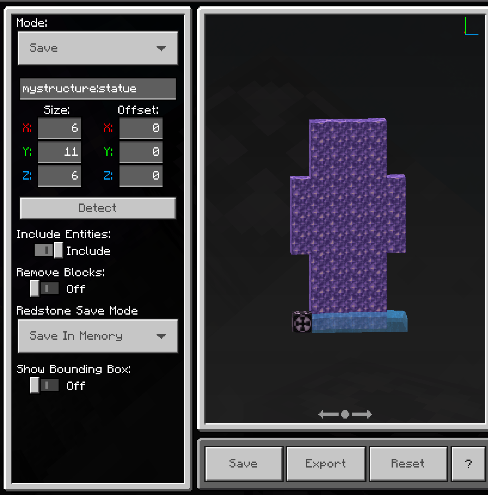 Mode:
Save
mystructure:statue
Size: Offset:
X: 6 X: 0
Y: 11 Y: 0
Z: 6 Z: 0
Detect
Include Entities:
Include
Remove Blocks:
Off
Redstone Save Mode
Save In Memory
Show Bounding Box:
Off
Save Export Reset ?